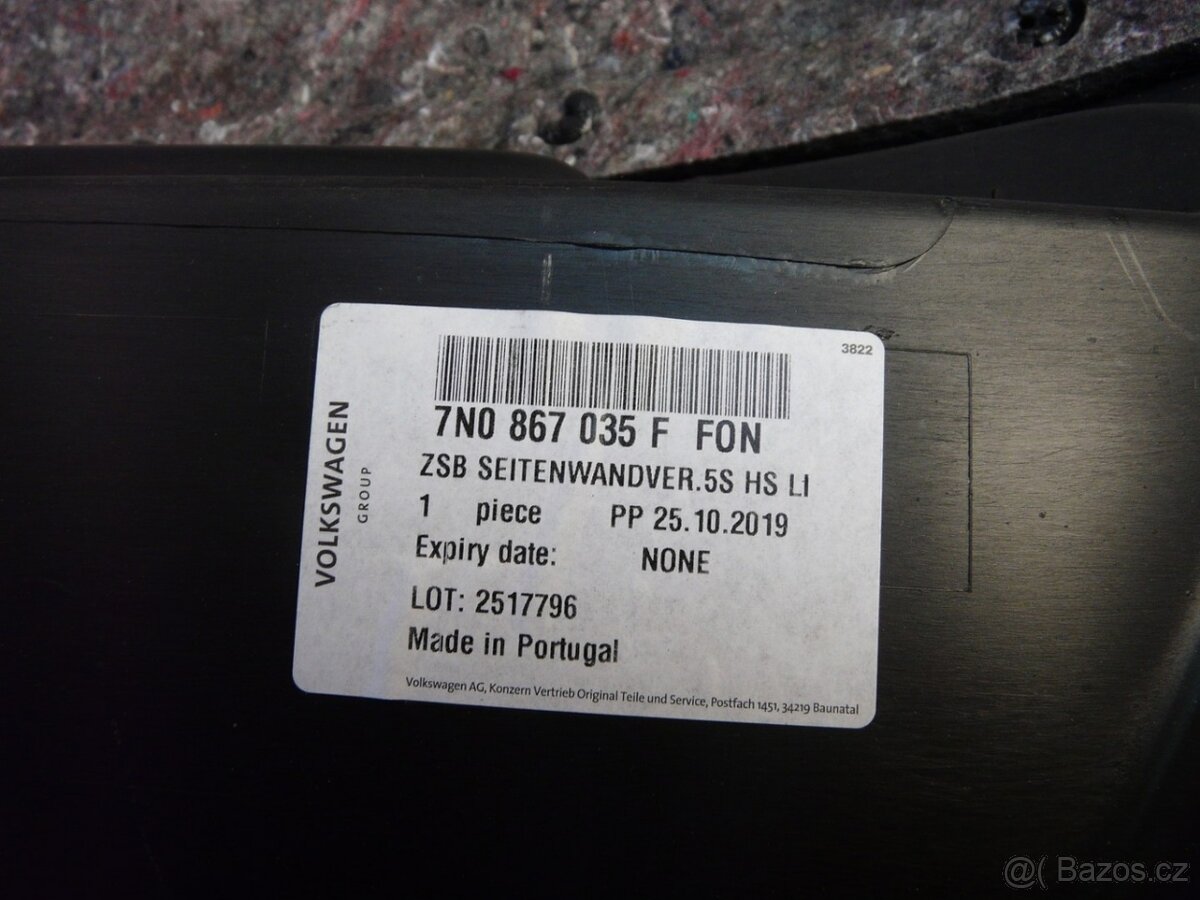 3822
7N0 867 035 F FON
ZSB SEITENWANDVER.5S HS LI
1 piece PP 25.10.2019
Expiry date: NONE
LOT: 2517796
Made in Portugal
Volkswagen AG, Konzern Vertrieb Original Teile und Service, Postfach 1451, 34219 Baunatal
VOLKSWAGEN
GROUP
@( Bazos.cz